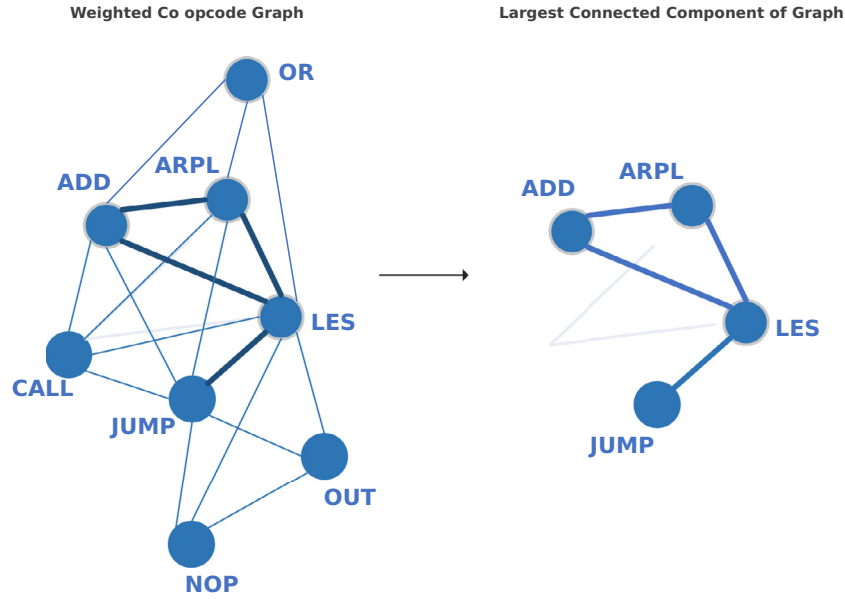 Weighted Co opcode Graph
Largest Connected Component of Graph
OR
ARPL
ADD
LES
CALL
JUMP
OUT
NOP
ARPL
ADD
LES
JUMP